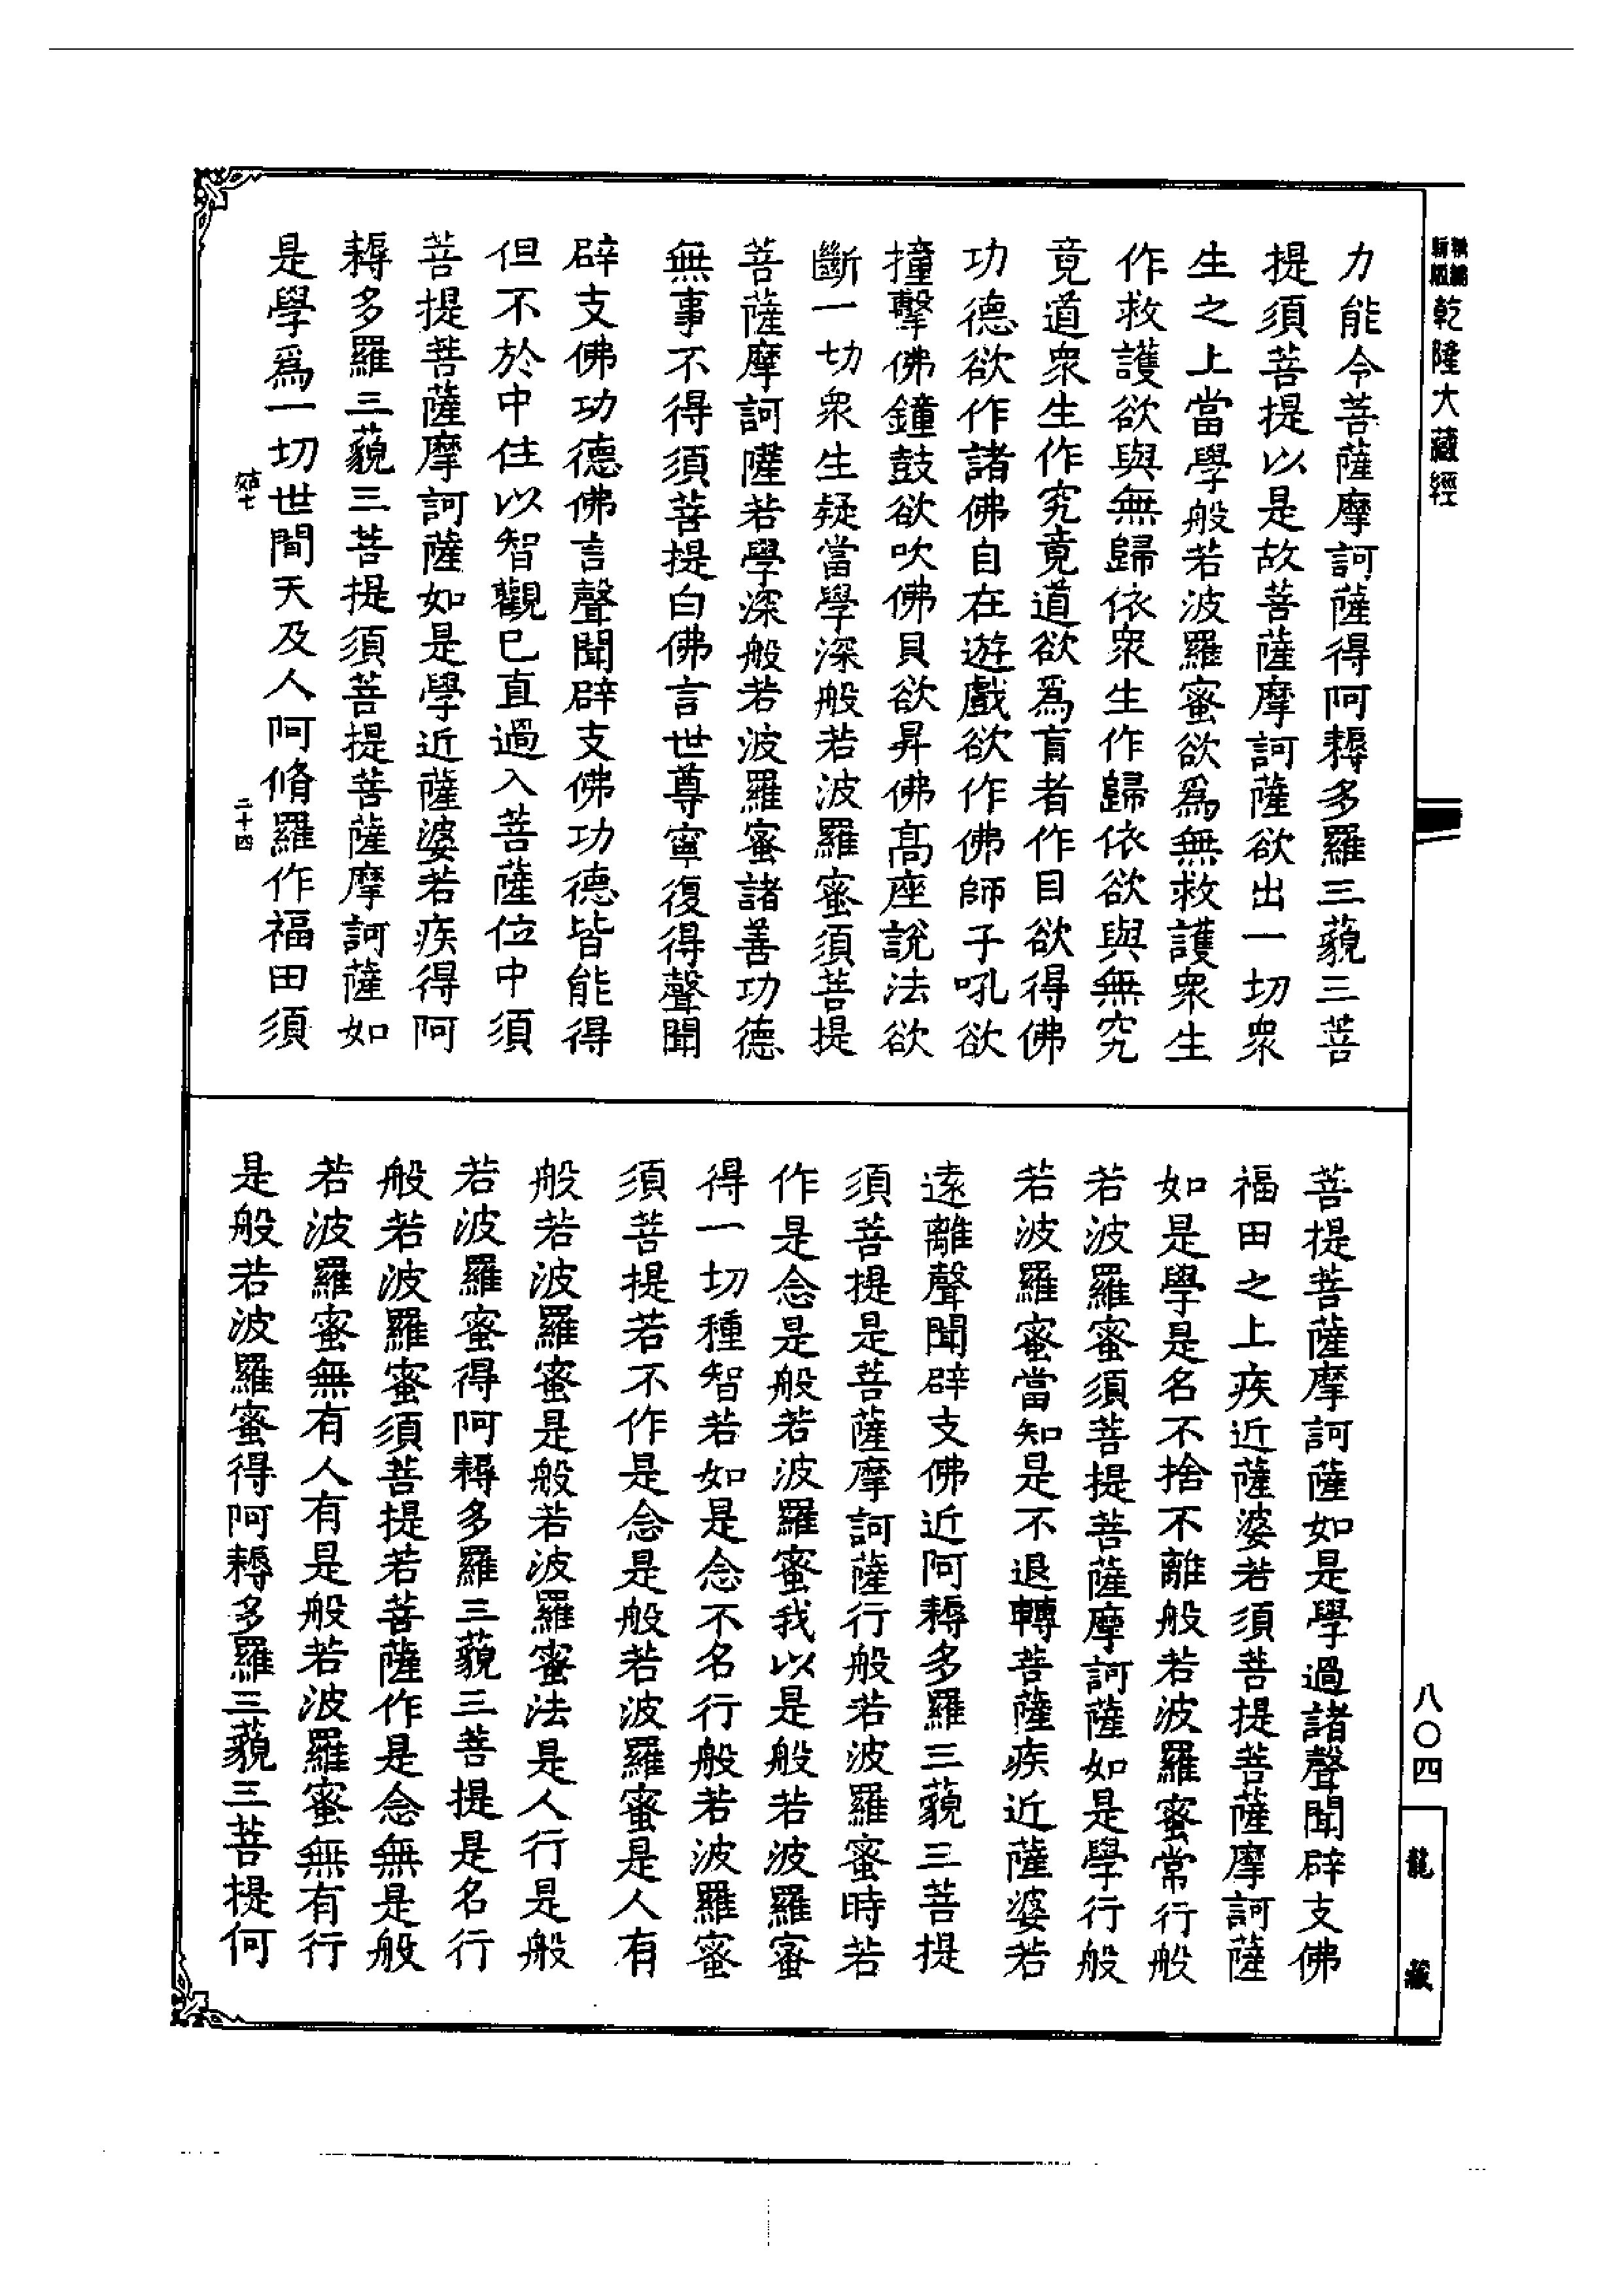 乾隆大藏經
力能令菩薩摩訶薩得阿耨多羅三藐三菩
提須菩提以是故菩薩摩訶薩欲出一切衆
生之上當學般若波羅蜜欲爲無救護衆生
作救護欲與無歸依衆生作歸依欲與無究
竟道衆生作究竟道欲爲盲者作目欲得佛
功德欲作諸佛自在遊戲欲作佛師子吼欲
撞擊佛鐘鼓欲吹佛貝欲昇佛高座說法欲
斷一切衆生疑當學深般若波羅蜜須菩提
菩薩摩訶薩若學深般若波羅蜜諸善功德
無事不得須菩提白佛言世尊寧復得聲聞
辟支佛功德佛言聲聞辟支佛功德皆能得
但不於中住以智觀已直過入菩薩位中須
菩提菩薩摩訶薩如是學近薩婆若疾得阿
耨多羅三藐三菩提須菩提菩薩摩訶薩如
是學爲一切世間天及人阿脩羅作福田須
二十四
菩提菩薩摩訶薩如是學過諸聲聞辟支佛
福田之上疾近薩婆若須菩提菩薩摩訶薩
如是學是名不捨不離般若波羅蜜常行般
若波羅蜜須菩提菩薩摩訶薩如是學行般
若波羅蜜當知是不退轉菩薩疾近薩婆若
遠離聲聞辟支佛近阿耨多羅三藐三菩提
須菩提是菩薩摩訶薩行般若波羅蜜時若
作是念是般若波羅蜜我以是般若波羅蜜
得一切種智若如是念不名行般若波羅蜜
須菩提若不作是念是般若波羅蜜是人有
般若波羅蜜是般若波羅蜜法是人行是般
若波羅蜜得阿耨多羅三藐三菩提是名行
般若波羅蜜須菩提若菩薩作是念無是般
若波羅蜜無有人有是般若波羅蜜無有行
是般若波羅蜜得阿耨多羅三藐三菩提何
八〇四
龍藏